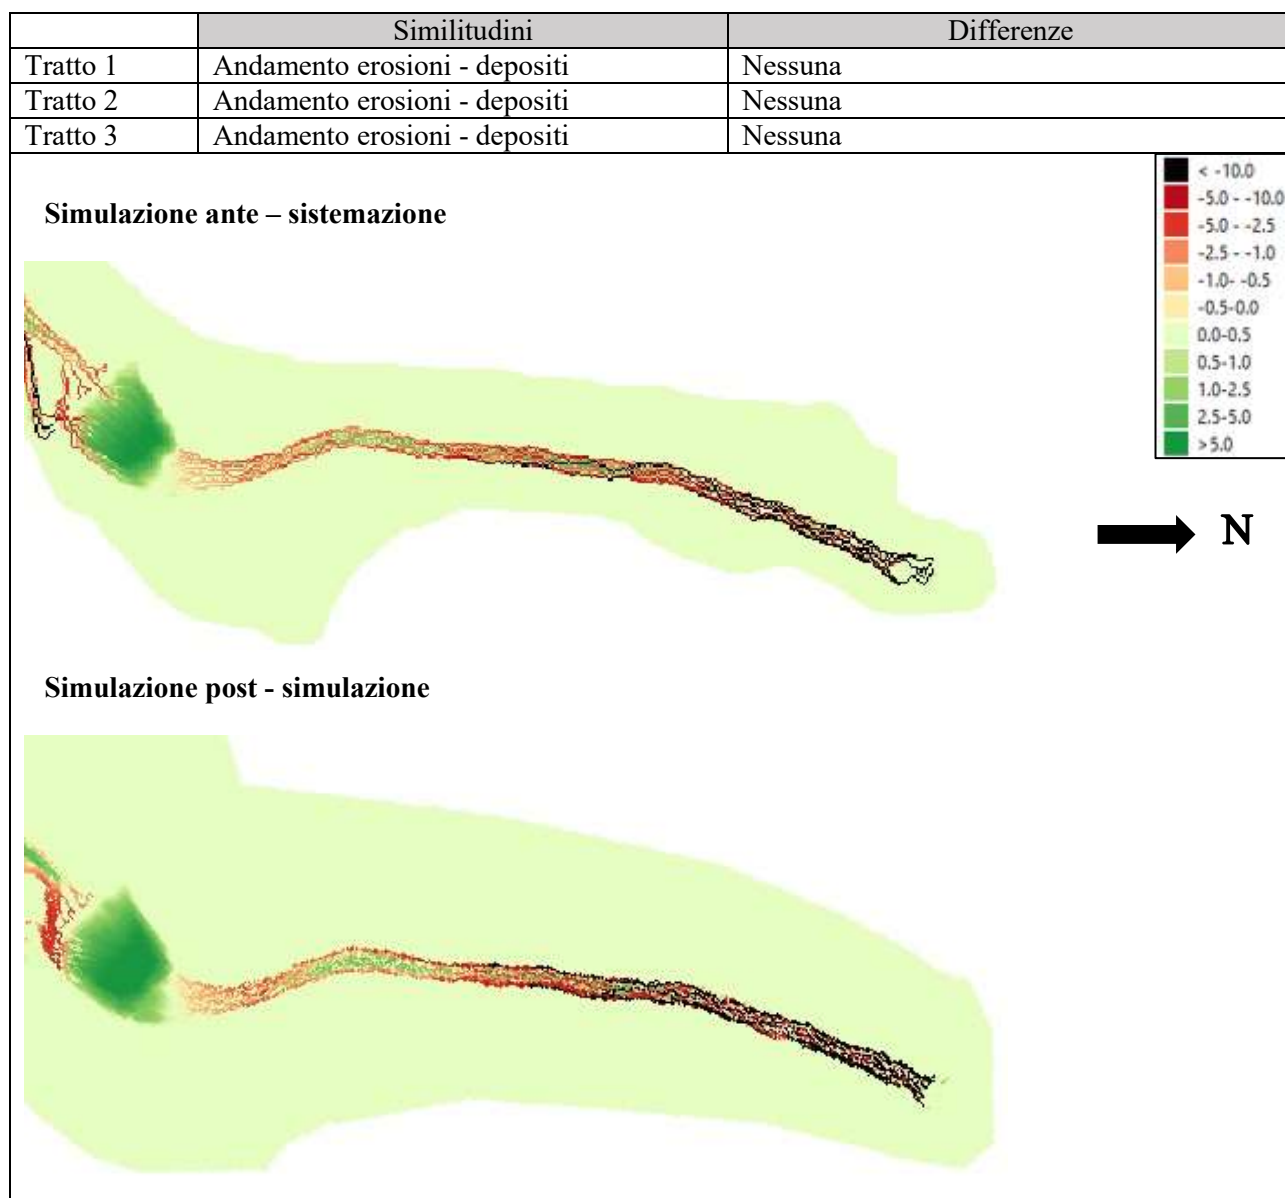 Similitudini Differenze
Tratto 1 Andamento erosioni - depositi Nessuna
Tratto 2 Andamento erosioni - depositi Nessuna
Tratto 3 Andamento erosioni - depositi Nessuna
Simulazione ante – sistemazione
< -10.0
-5.0 - -10.0
-5.0 - -2.5
-2.5 - -1.0
-1.0- -0.5
-0.5-0.0
0.0-0.5
0.5-1.0
1.0-2.5
2.5-5.0
>5.0
N
Simulazione post - simulazione